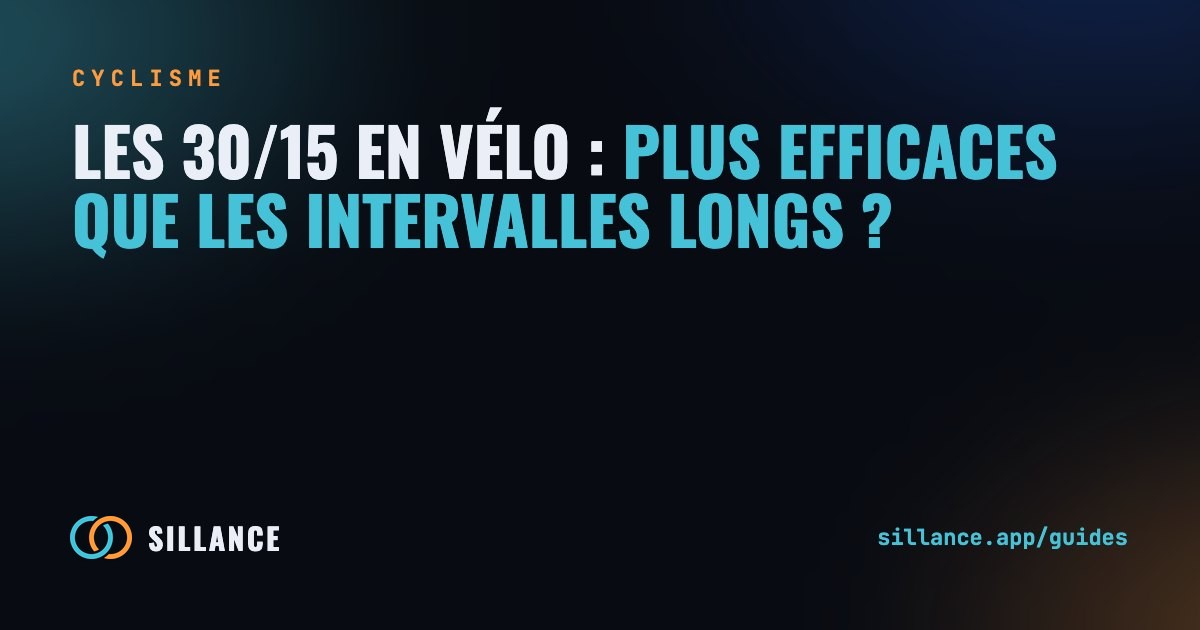 CYCLISME
LES 30/15 EN VÉLO : PLUS EFFICACES
QUE LES INTERVALLES LONGS ?
SILLANCE
sillance.app/guides